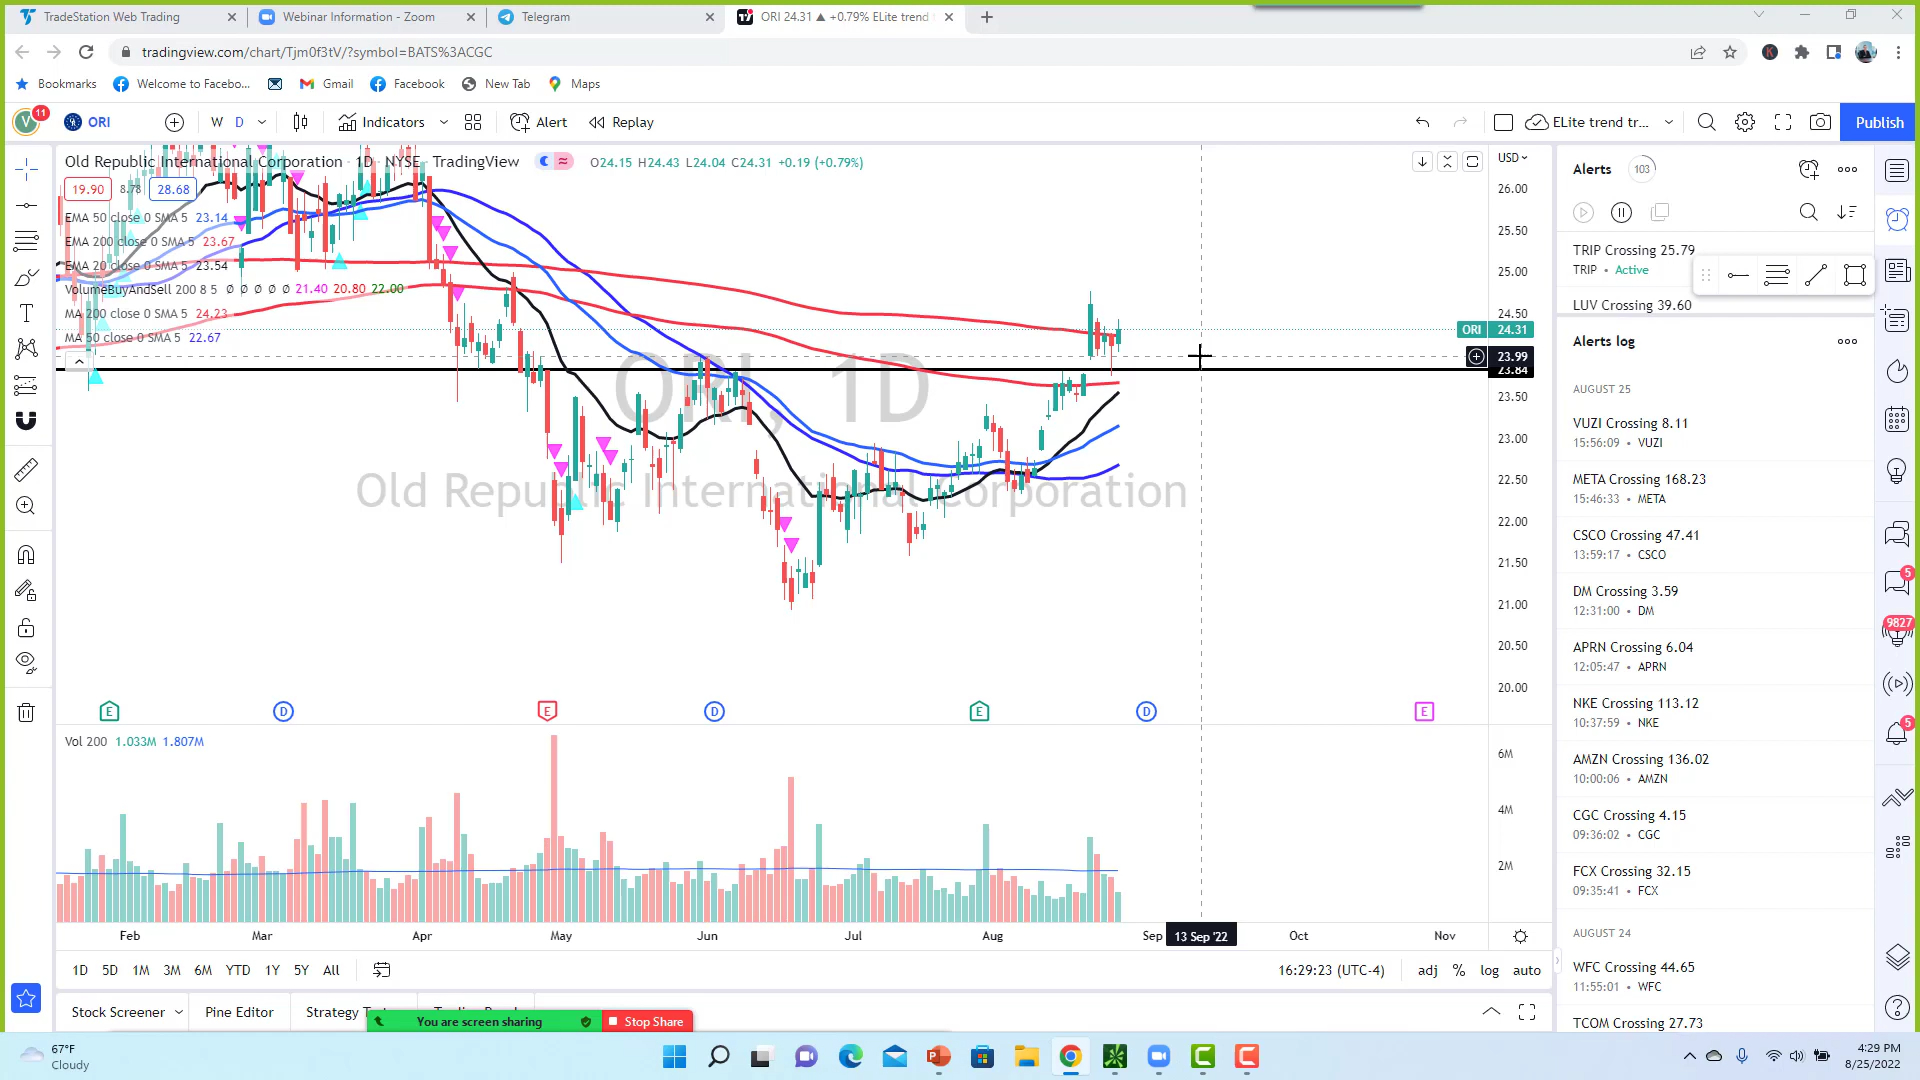 TradeStation Web Trading
Webinar Information - Zoom
Telegram
ORI 24.31 ▲ +0.79% ELite trend
tradingview.com/chart/Tjm0f3tV/?symbol=BATS%3ACGC
Bookmarks
Welcome to Facebo...
Gmail
Facebook
New Tab
Maps
V 11
ORI
W D
Indicators
Alert
Replay
ELite trend tr...
Publish
Old Republic International Corporation · 1D · NYSE · TradingView
O24.15 H24.43 L24.04 C24.31 +0.19 (+0.79%)
19.90 8.78 28.68
EMA 50 close 0 SMA 5 23.14
EMA 200 close 0 SMA 5 23.67
EMA 20 close 0 SMA 5 23.54
VolumeBuyAndSell 200 8 5 ∅ ∅ ∅ ∅ ∅ 21.40 20.80 22.00
MA 200 close 0 SMA 5 24.23
MA 50 close 0 SMA 5 22.67
ORI, 1D
Old Republic International Corporation
USD
26.00
25.50
25.00
24.50
ORI 24.31
23.99
23.84
23.50
23.00
22.50
22.00
21.50
21.00
20.50
20.00
E D E D E D E
Vol 200 1.033M 1.807M
6M
4M
2M
Feb Mar Apr May Jun Jul Aug Sep 13 Sep '22 Oct Nov
1D 5D 1M 3M 6M YTD 1Y 5Y All
16:29:23 (UTC-4)
adj % log auto
Stock Screener
Pine Editor
Strategy
You are screen sharing
Stop Share
Alerts 103
TRIP Crossing 25.79
TRIP • Active
LUV Crossing 39.60
Alerts log
AUGUST 25
VUZI Crossing 8.11
15:56:09 • VUZI
META Crossing 168.23
15:46:33 • META
CSCO Crossing 47.41
13:59:17 • CSCO
DM Crossing 3.59
12:31:00 • DM
APRN Crossing 6.04
12:05:47 • APRN
NKE Crossing 113.12
10:37:59 • NKE
AMZN Crossing 136.02
10:00:06 • AMZN
CGC Crossing 4.15
09:36:02 • CGC
FCX Crossing 32.15
09:35:41 • FCX
AUGUST 24
WFC Crossing 44.65
11:55:01 • WFC
TCOM Crossing 27.73
5
9827
5
67°F
Cloudy
4:29 PM
8/25/2022